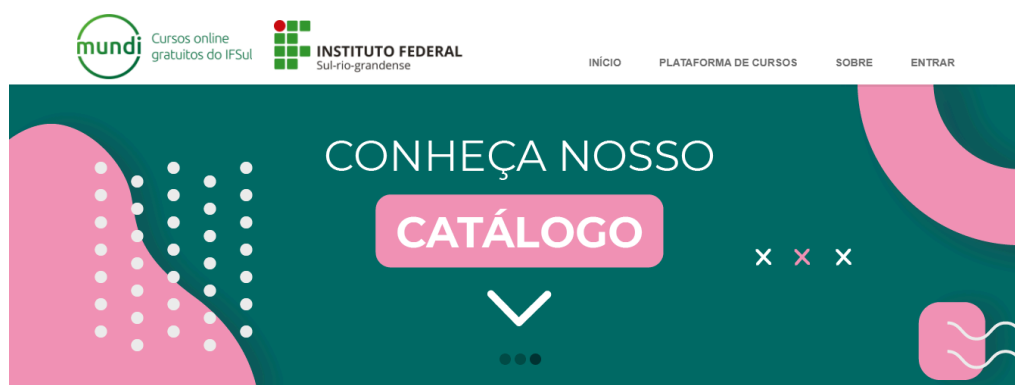 mundi
Cursos online
gratuitos do IFSul
INSTITUTO FEDERAL
Sul-rio-grandense
INÍCIO PLATAFORMA DE CURSOS SOBRE ENTRAR
CONHEÇA NOSSO
CATÁLOGO